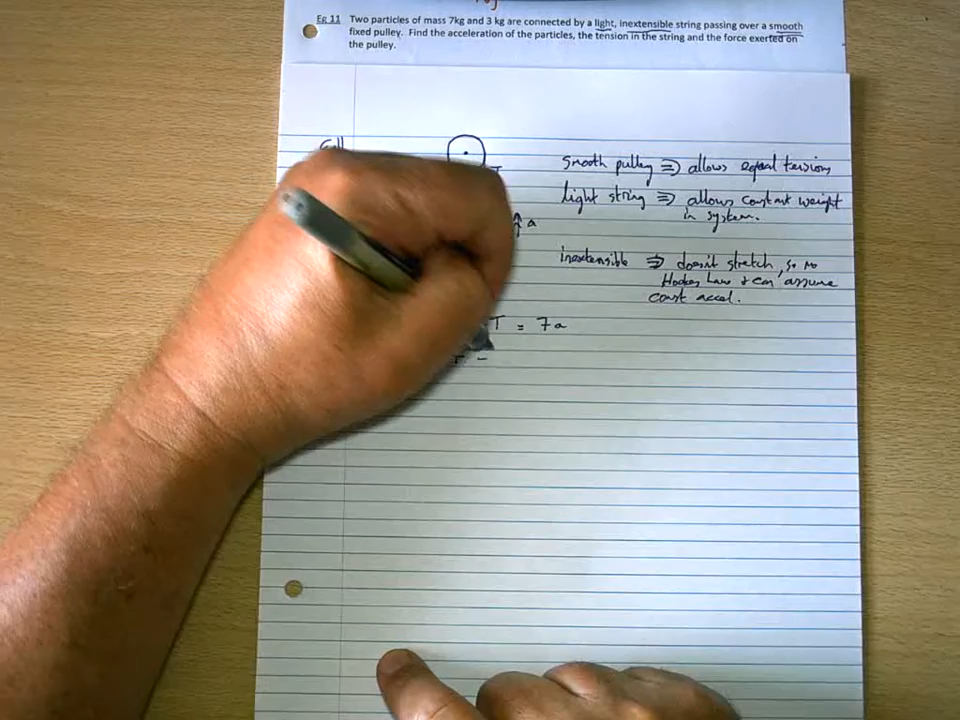 Eg 11 Two particles of mass 7kg and 3 kg are connected by a light, inextensible string passing over a smooth
fixed pulley. Find the acceleration of the particles, the tension in the string and the force exerted on
the pulley.
Smooth pulley ⇒ allows equal tensions
light string ⇒ allows constant weight
in system.
a
inextensible ⇒ doesn't stretch, so no
Hookes Law & can assume
const accel.
T = 7a
T -